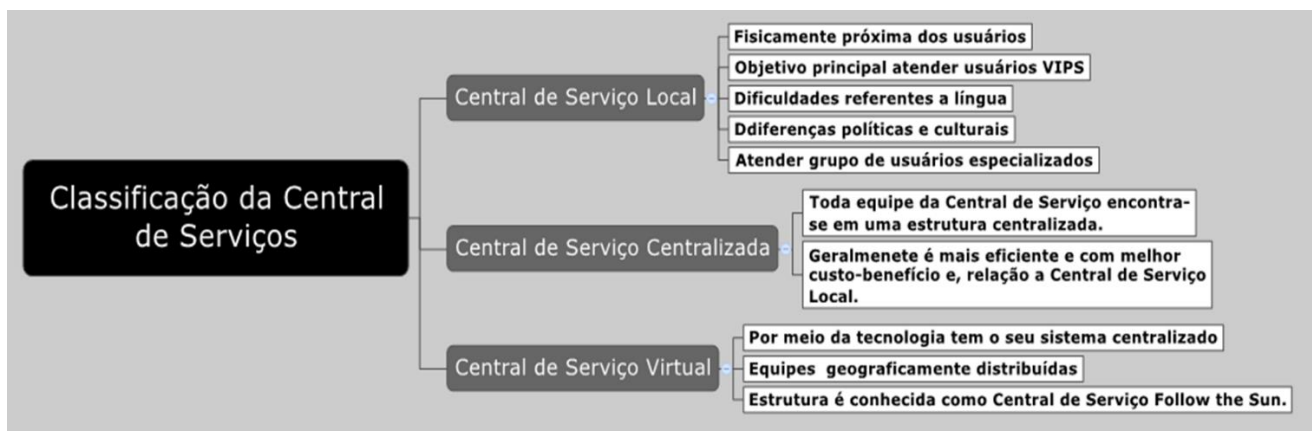 Classificação da Central
de Serviços
Central de Serviço Local
Fisicamente próxima dos usuários
Objetivo principal atender usuários VIPS
Dificuldades referentes a língua
Ddiferenças políticas e culturais
Atender grupo de usuários especializados
Central de Serviço Centralizada
Toda equipe da Central de Serviço encontra-
se em uma estrutura centralizada.
Geralmenete é mais eficiente e com melhor
custo-benefício e, relação a Central de Serviço
Local.
Central de Serviço Virtual
Por meio da tecnologia tem o seu sistema centralizado
Equipes geograficamente distribuídas
Estrutura é conhecida como Central de Serviço Follow the Sun.